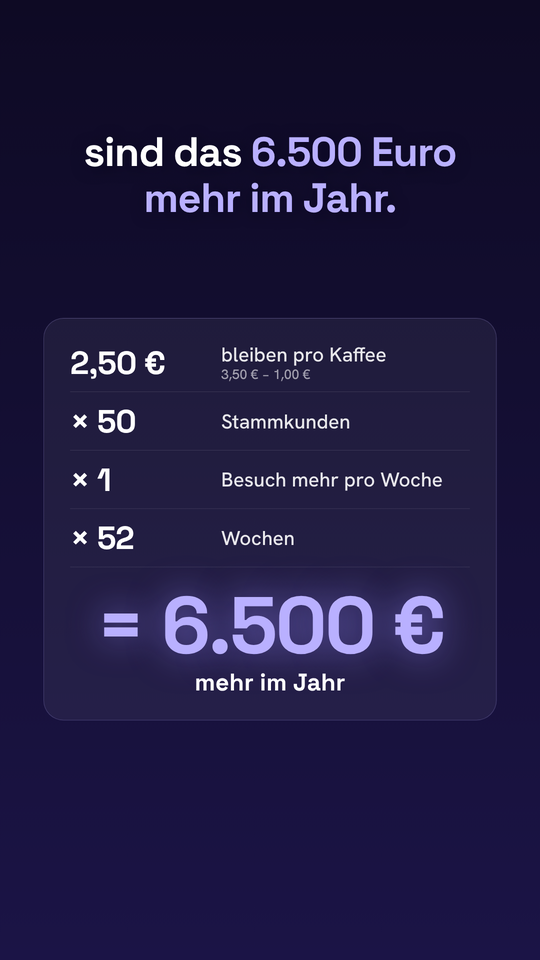 sind das 6.500 Euro
mehr im Jahr.
2,50 € bleiben pro Kaffee
3,50 € – 1,00 €
× 50 Stammkunden
× 1 Besuch mehr pro Woche
× 52 Wochen
= 6.500 €
mehr im Jahr